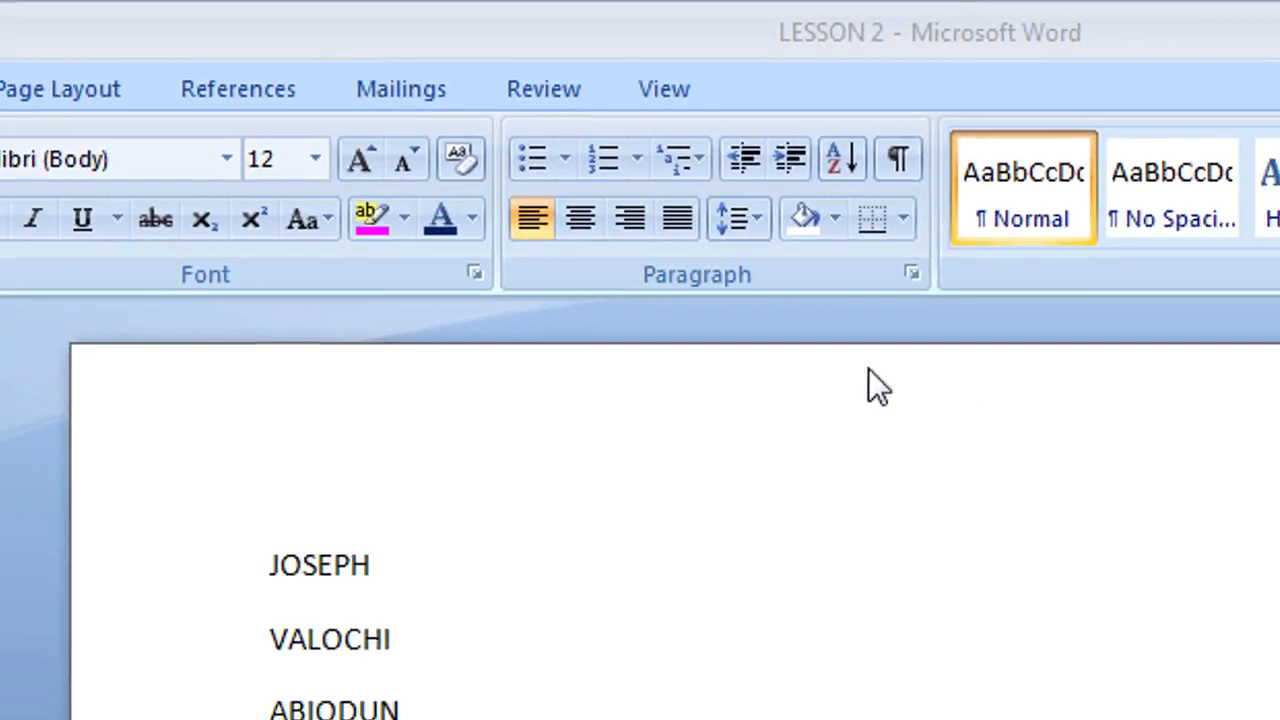 LESSON 2 - Microsoft Word
Page Layout References Mailings Review View
libri (Body) 12
AaBbCcDc AaBbCcDc
¶ Normal ¶ No Spaci...
Font Paragraph
JOSEPH
VALOCHI
ABIODUN